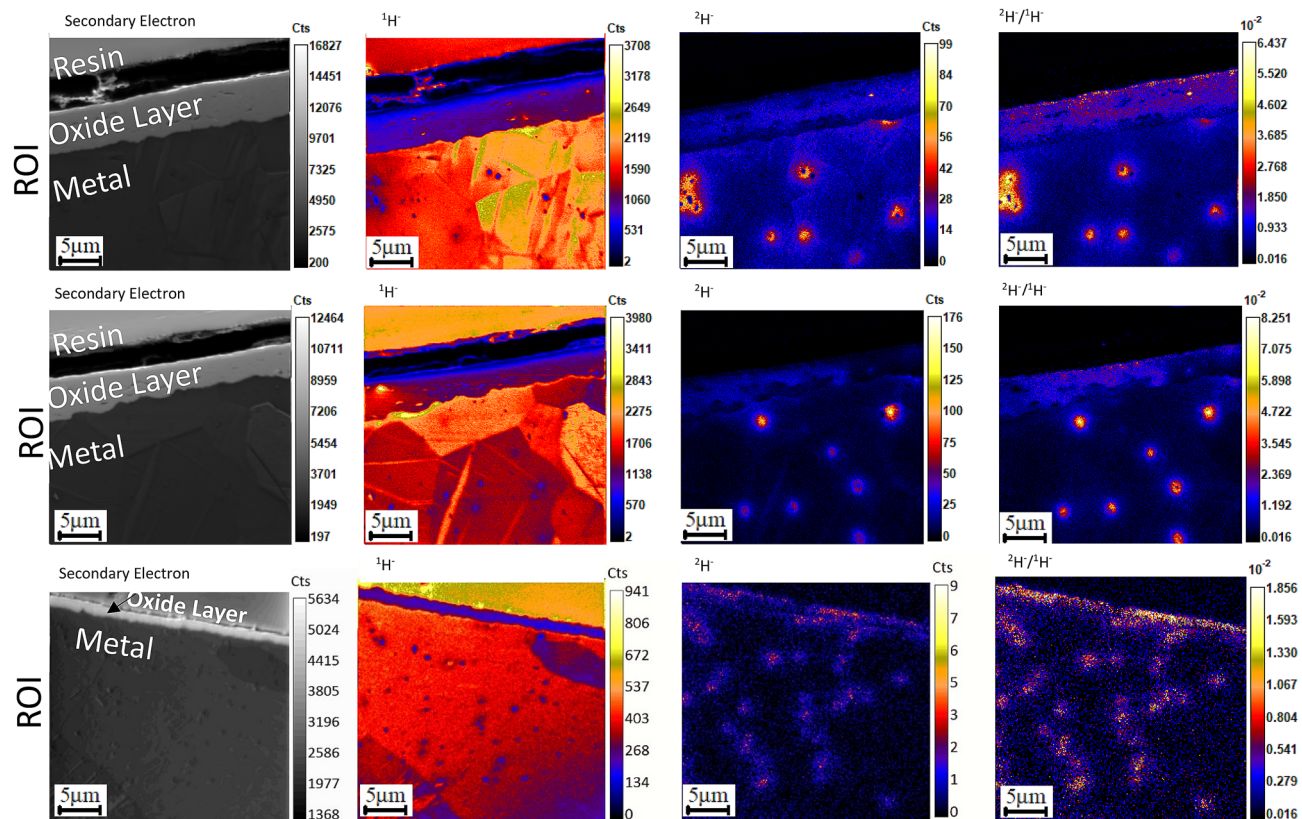 Secondary Electron
Cts
16827
14451
12076
9701
7325
4950
2575
200
Resin
Oxide Layer
Metal
5μm
ROI
¹H⁻
Cts
3708
3178
2649
2119
1590
1060
531
2
5μm
²H⁻
Cts
99
84
70
56
42
28
14
0
5μm
²H⁻/¹H⁻
10⁻²
6.437
5.520
4.602
3.685
2.768
1.850
0.933
0.016
5μm
Secondary Electron
Cts
12464
10711
8959
7206
5454
3701
1949
197
Resin
Oxide Layer
Metal
5μm
ROI
¹H⁻
Cts
3980
3411
2843
2275
1706
1138
570
2
5μm
²H⁻
Cts
176
150
125
100
75
50
25
0
5μm
²H⁻/¹H⁻
10⁻²
8.251
7.075
5.898
4.722
3.545
2.369
1.192
0.016
5μm
Secondary Electron
Cts
5634
5024
4415
3805
3196
2586
1977
1368
Oxide Layer
Metal
5μm
ROI
¹H⁻
Cts
941
806
672
537
403
268
134
0
5μm
²H⁻
Cts
9
7
6
5
3
2
1
0
5μm
²H⁻/¹H⁻
10⁻²
1.856
1.593
1.330
1.067
0.804
0.541
0.279
0.016
5μm